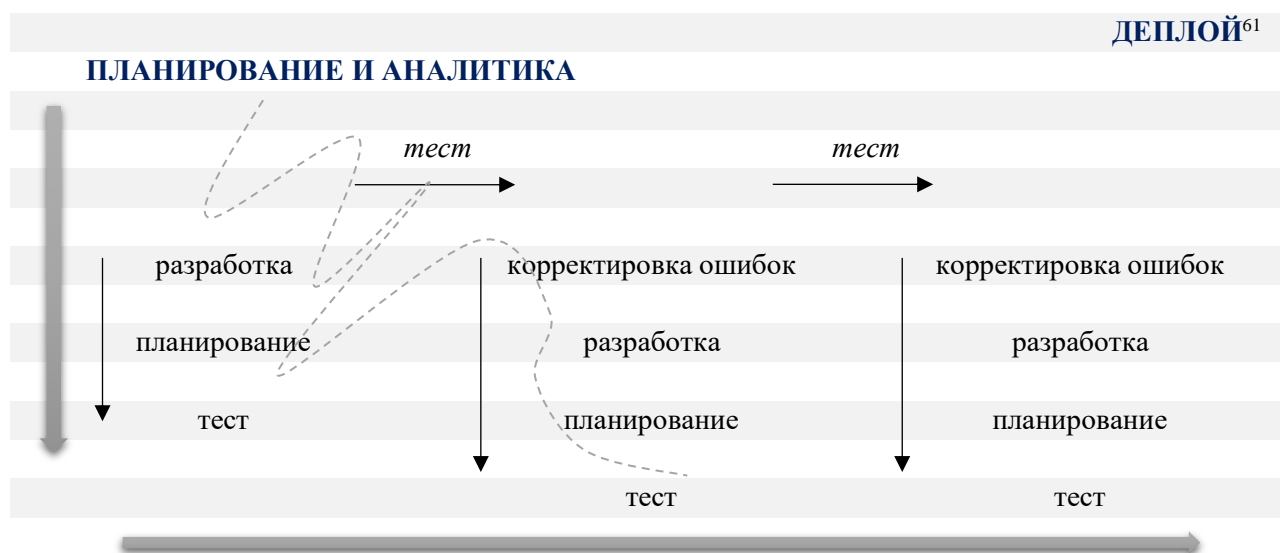 ДЕПЛОЙ61
ПЛАНИРОВАНИЕ И АНАЛИТИКА
тест тест
разработка корректировка ошибок корректировка ошибок
планирование разработка разработка
тест планирование планирование
тест тест